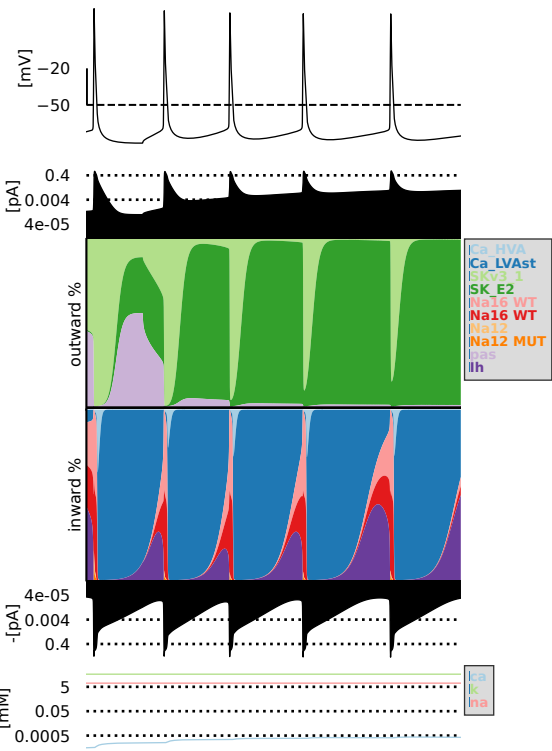 [mV]
−20
−50
[pA]
0.4
0.004
4e-05
outward %
Ca_HVA
Ca_LVAst
SKv3_1
SK_E2
Na16 WT
Na16 WT
Na12
Na12 MUT
pas
Ih
inward %
-[pA]
4e-05
0.004
0.4
[mM]
5
0.05
0.0005
ca
k
na